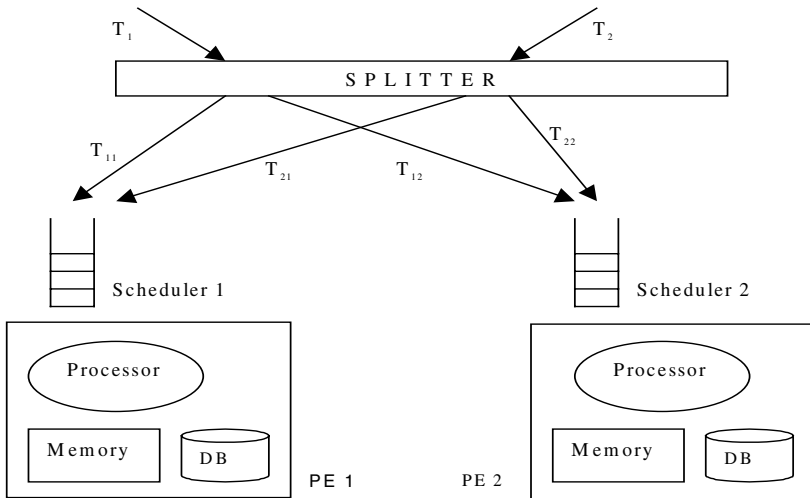 T1
T2
SPLITTER
T11
T21
T12
T22
Scheduler 1
Scheduler 2
Processor
Processor
Memory
DB
Memory
DB
PE 1
PE 2